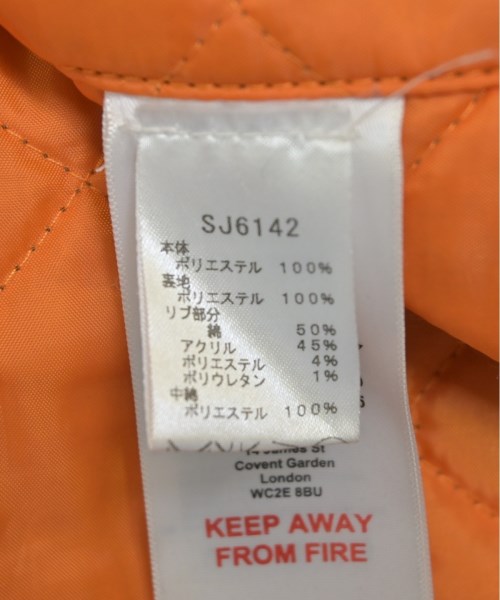 SJ6142
本体
ポリエステル 100%
裏地
ポリエステル 100%
リブ部分
綿 50%
アクリル 45%
ポリエステル 4%
ポリウレタン 1%
中綿
ポリエステル 100%
14 James St
Covent Garden
London
WC2E 8BU
KEEP AWAY
FROM FIRE